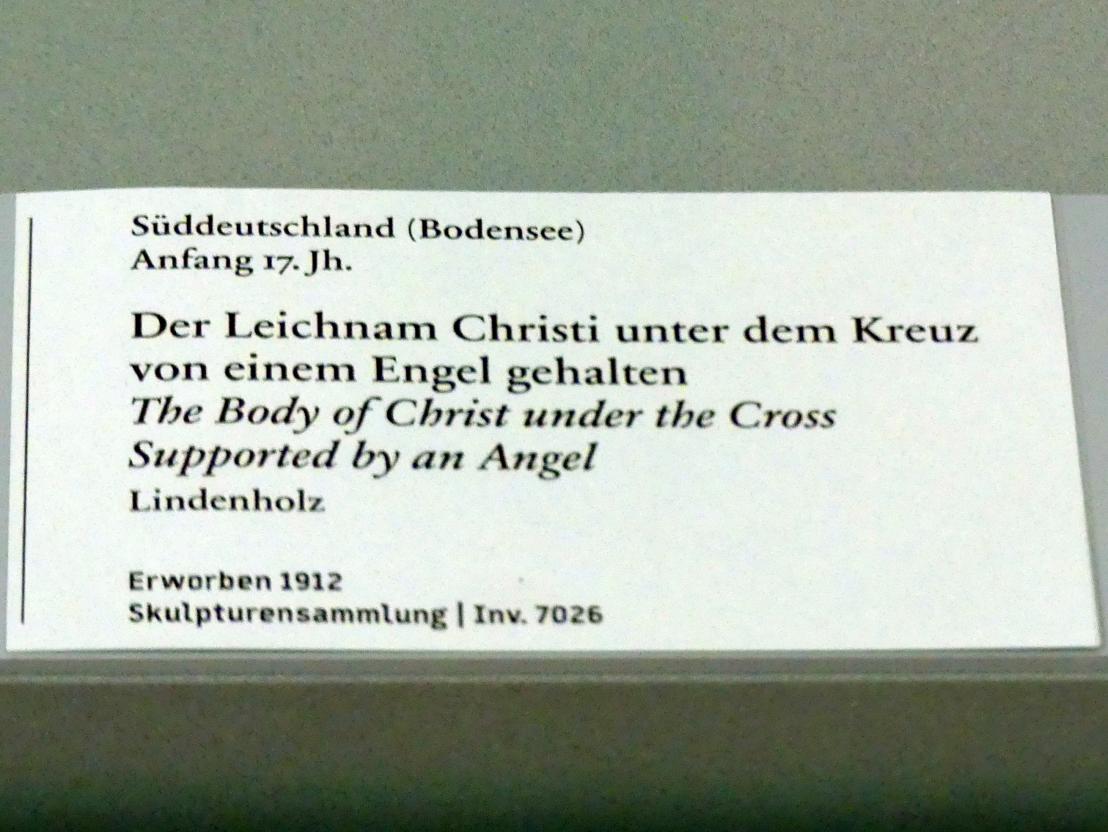 Süddeutschland (Bodensee)
Anfang 17. Jh.
Der Leichnam Christi unter dem Kreuz
von einem Engel gehalten
The Body of Christ under the Cross
Supported by an Angel
Lindenholz
Erworben 1912
Skulpturensammlung | Inv. 7026